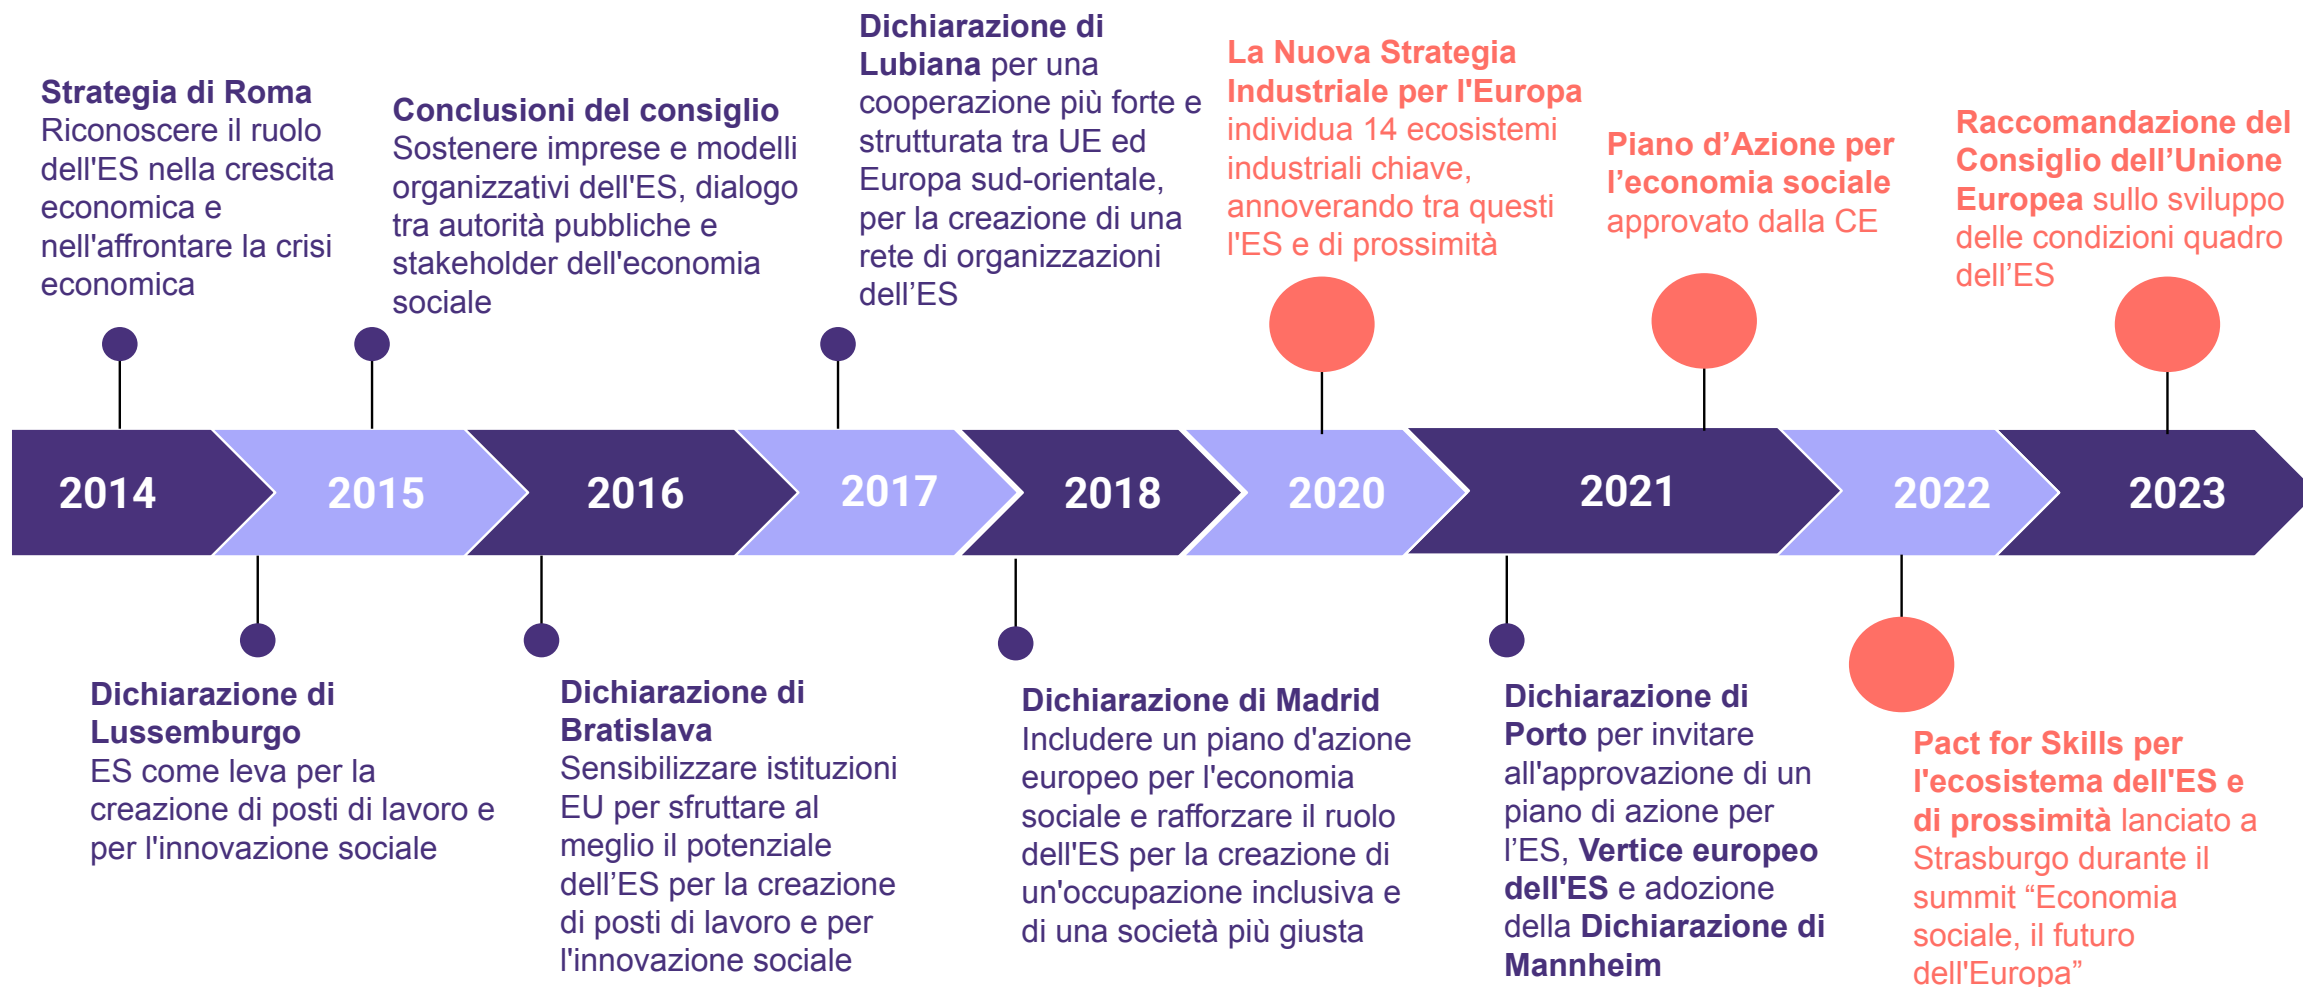 Strategia di Roma
Riconoscere il ruolo
dell'ES nella crescita
economica e
nell'affrontare la crisi
economica
Conclusioni del consiglio
Sostenere imprese e modelli
organizzativi dell'ES, dialogo
tra autorità pubbliche e
stakeholder dell'economia
sociale
Dichiarazione di
Lubiana per una
cooperazione più forte e
strutturata tra UE ed
Europa sud-orientale,
per la creazione di una
rete di organizzazioni
dell’ES
La Nuova Strategia
Industriale per l'Europa
individua 14 ecosistemi
industriali chiave,
annoverando tra questi
l'ES e di prossimità
Piano d’Azione per
l’economia sociale
approvato dalla CE
Raccomandazione del
Consiglio dell’Unione
Europea sullo sviluppo
delle condizioni quadro
dell’ES
2014
2015
2016
2017
2018
2020
2021
2022
2023
Dichiarazione di
Lussemburgo
ES come leva per la
creazione di posti di lavoro e
per l'innovazione sociale
Dichiarazione di
Bratislava
Sensibilizzare istituzioni
EU per sfruttare al
meglio il potenziale
dell’ES per la creazione
di posti di lavoro e per
l'innovazione sociale
Dichiarazione di Madrid
Includere un piano d'azione
europeo per l'economia
sociale e rafforzare il ruolo
dell'ES per la creazione di
un'occupazione inclusiva e
di una società più giusta
Dichiarazione di
Porto per invitare
all'approvazione di un
piano di azione per
l’ES, Vertice europeo
dell'ES e adozione
della Dichiarazione di
Mannheim
Pact for Skills per
l'ecosistema dell'ES e
di prossimità lanciato a
Strasburgo durante il
summit “Economia
sociale, il futuro
dell'Europa”